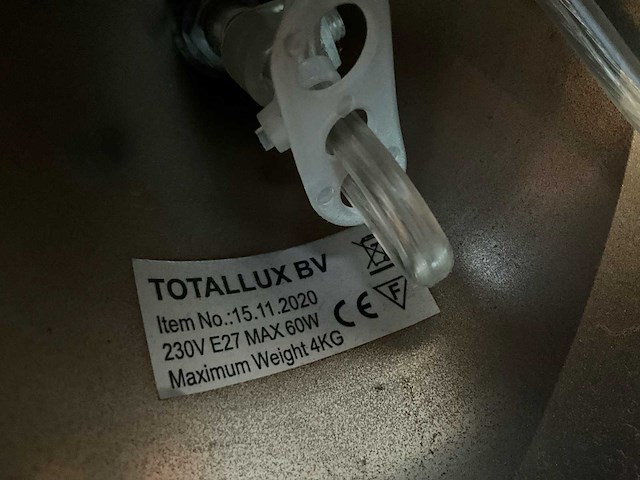 TOTALLUX BV
Item No.:15.11.2020
230V E27 MAX 60W
Maximum Weight 4KG
CE
F